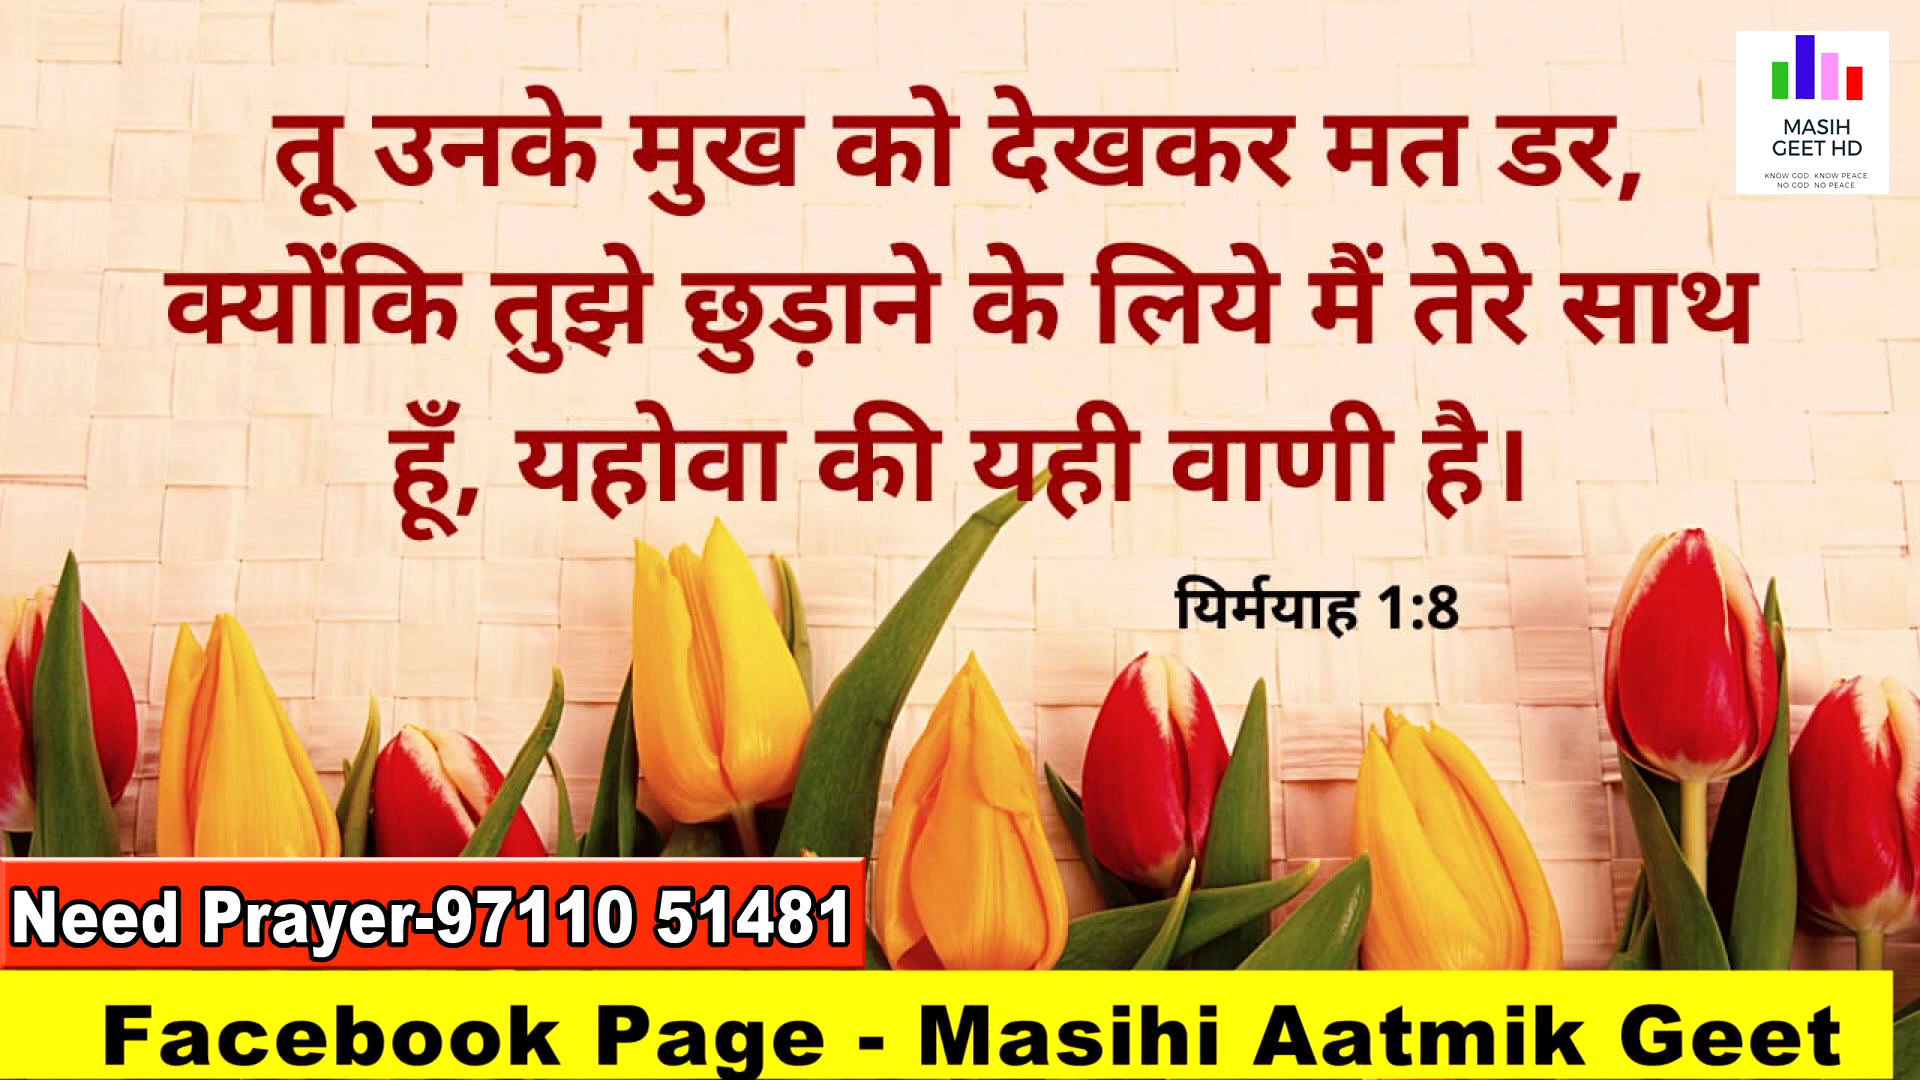 तू उनके मुख को देखकर मत डर,
क्योंकि तुझे छुड़ाने के लिये मैं तेरे साथ
हूँ, यहोवा की यही वाणी है।
यिर्मयाह 1:8
MASIH
GEET HD
KNOW GOD. KNOW PEACE.
NO GOD. NO PEACE.
Need Prayer-97110 51481
Facebook Page - Masihi Aatmik Geet